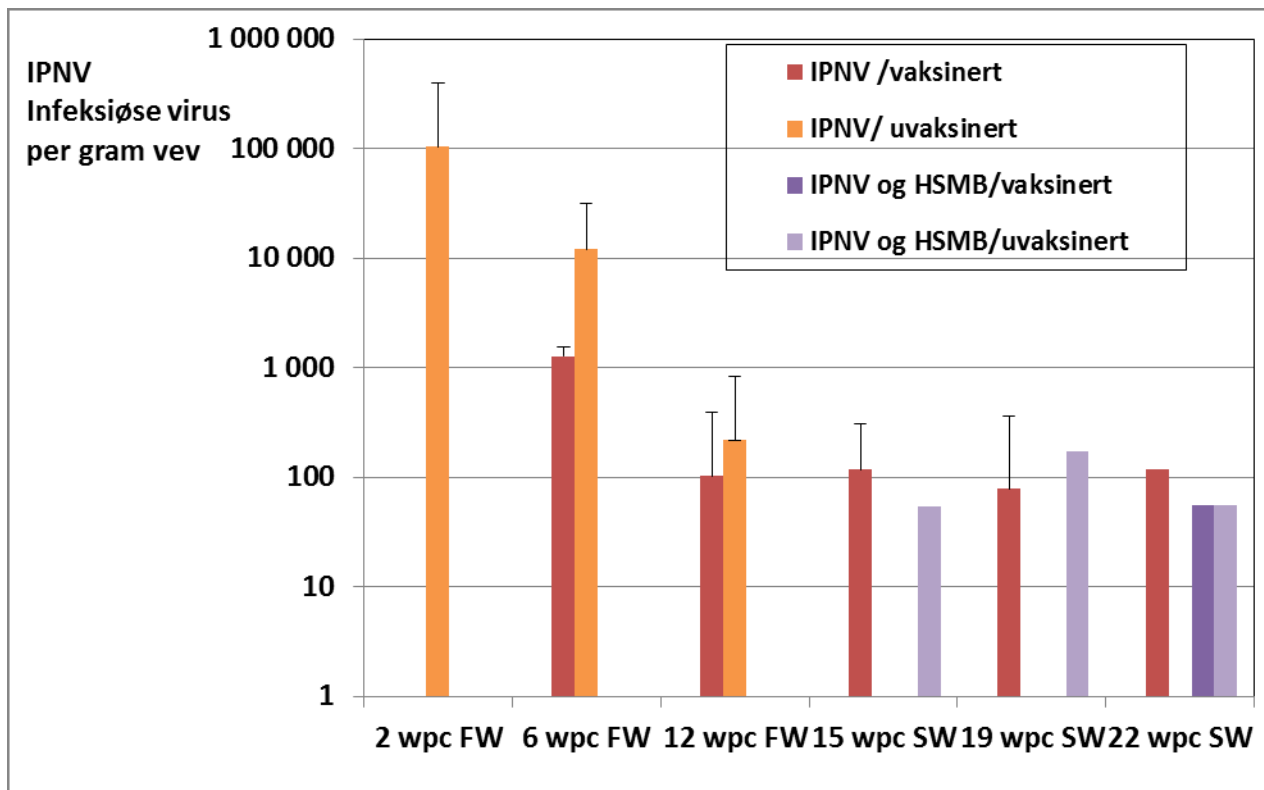 IPNV
Infeksiøse virus
per gram vev
1 000 000
100 000
10 000
1 000
100
10
1
IPNV /vaksinert
IPNV/ uvaksinert
IPNV og HSMB/vaksinert
IPNV og HSMB/uvaksinert
2 wpc FW 6 wpc FW 12 wpc FW 15 wpc SW 19 wpc SW 22 wpc SW